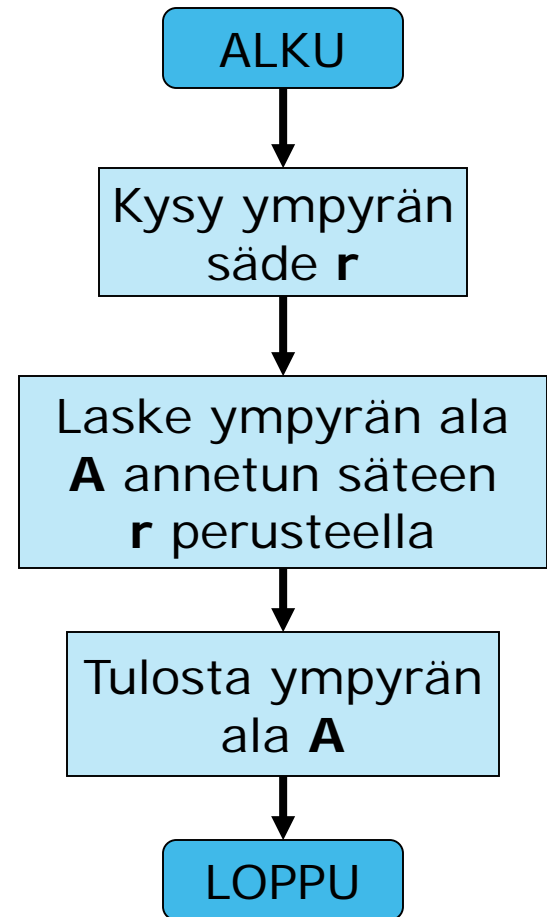 ALKU
Kysy ympyrän
säde r
Laske ympyrän ala
A annetun säteen
r perusteella
Tulosta ympyrän
ala A
LOPPU